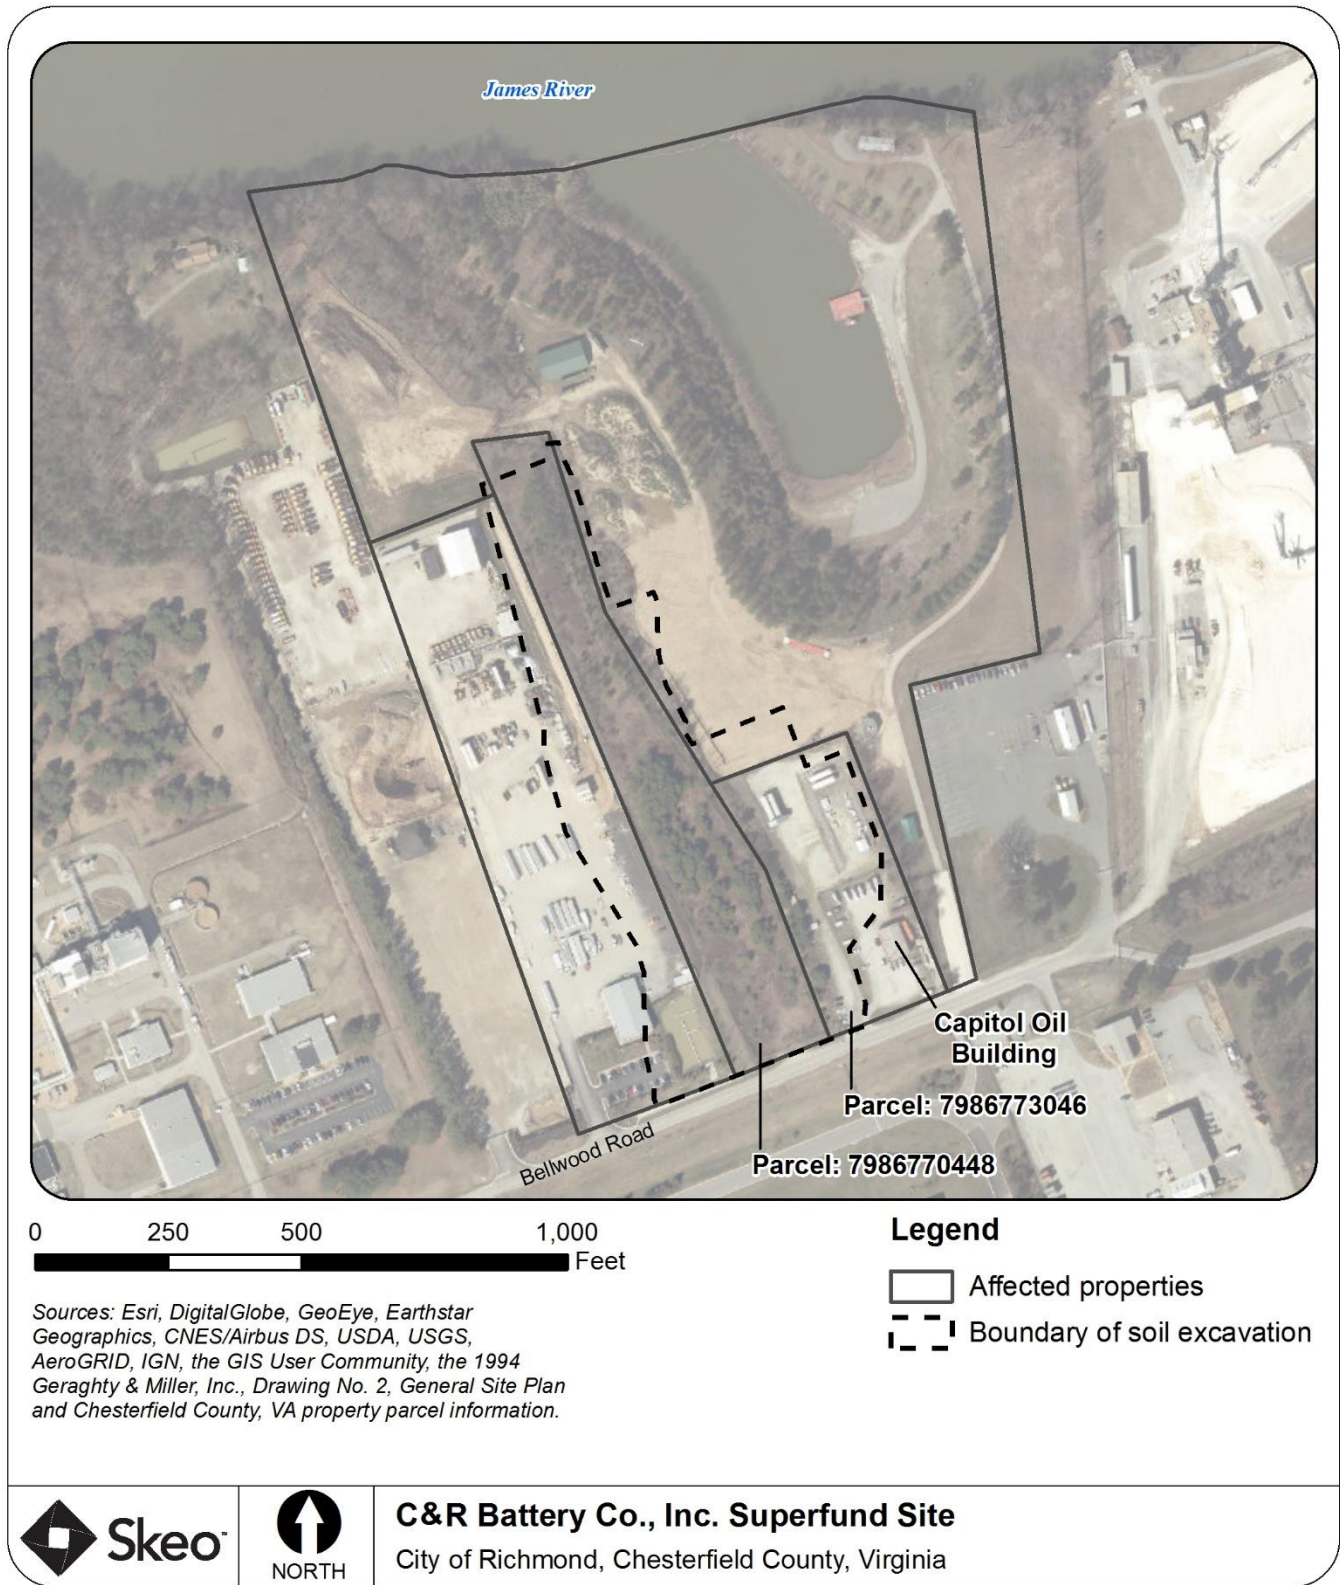 James River
Capitol Oil
Building
Parcel: 7986773046
Bellwood Road
Parcel: 7986770448
0 250 500 1,000
Feet
Legend
Affected properties
Boundary of soil excavation
Sources: Esri, DigitalGlobe, GeoEye, Earthstar
Geographics, CNES/Airbus DS, USDA, USGS,
AeroGRID, IGN, the GIS User Community, the 1994
Geraghty & Miller, Inc., Drawing No. 2, General Site Plan
and Chesterfield County, VA property parcel information.
Skeo™
NORTH
C&R Battery Co., Inc. Superfund Site
City of Richmond, Chesterfield County, Virginia